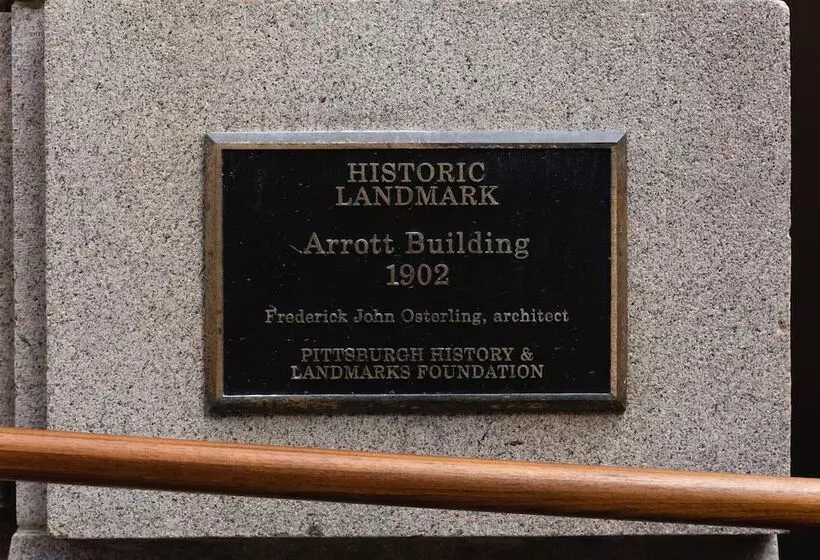 HISTORIC
LANDMARK
Arrott Building
1902
Frederick John Osterling, architect
PITTSBURGH HISTORY &
LANDMARKS FOUNDATION